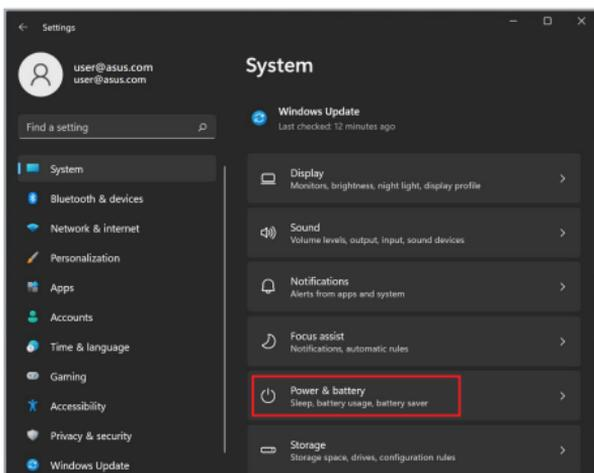 Settings
user@asus.com
user@asus.com
Find a setting
System
Bluetooth & devices
Network & internet
Personalization
Apps
Accounts
Time & language
Gaming
Accessibility
Privacy & security
Windows Update
System
Windows Update
Last checked: 12 minutes ago
Display
Monitors, brightness, night light, display profile
Sound
Volume levels, output, input, sound devices
Notifications
Alerts from apps and system
Focus assist
Notifications, automatic rules
Power & battery
Sleep, battery usage, battery saver
Storage
Storage space, drives, configuration rules